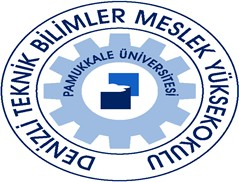 DENİZLİ TEKNİK BİLİMLER MESLEK YÜKSEKOKULU
PAMUKKALE ÜNİVERSİTESİ